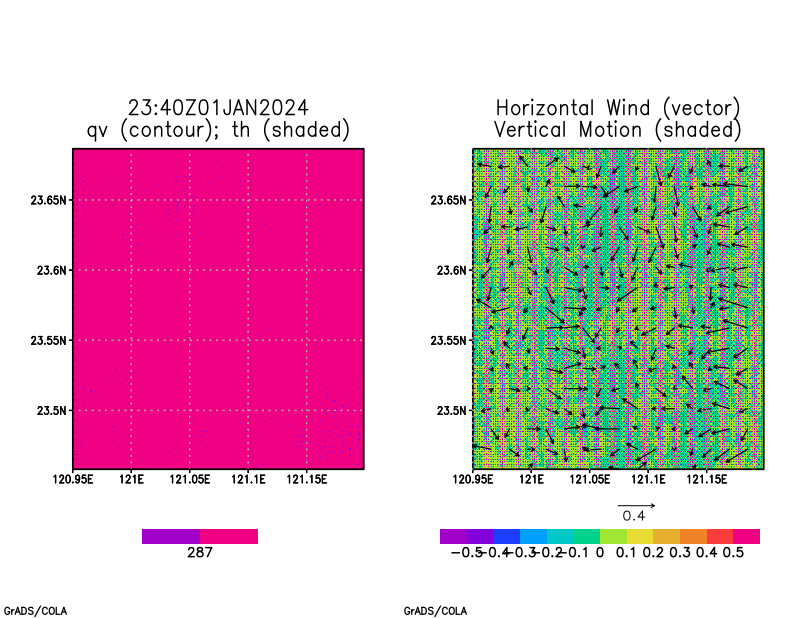 23:40Z01JAN2024
qv (contour); th (shaded)
23.65N
23.6N
23.55N
23.5N
120.95E 121E 121.05E 121.1E 121.15E
287
Horizontal Wind (vector)
Vertical Motion (shaded)
23.65N
23.6N
23.55N
23.5N
120.95E 121E 121.05E 121.1E 121.15E
0.4
-0.5 -0.4 -0.3 -0.2 -0.1 0 0.1 0.2 0.3 0.4 0.5
GrADS/COLA
GrADS/COLA